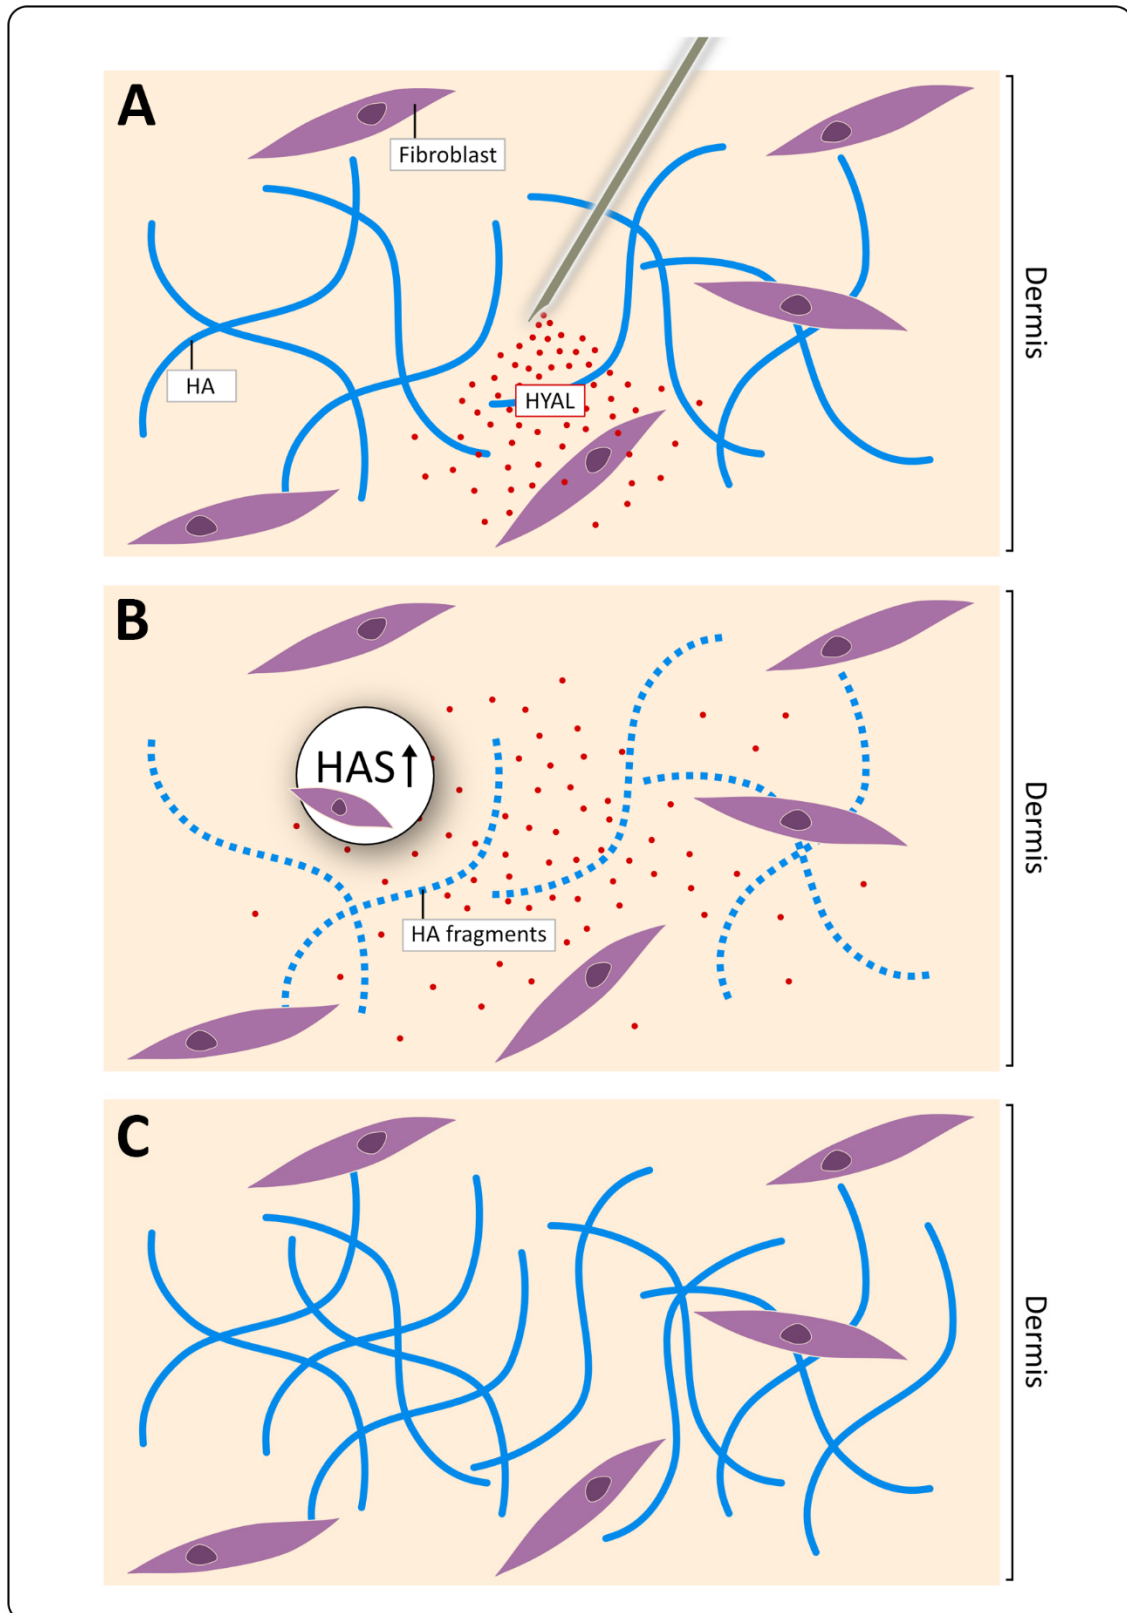 A
Fibroblast
HA
HYAL
Dermis
B
HAS↑
HA fragments
Dermis
C
Dermis